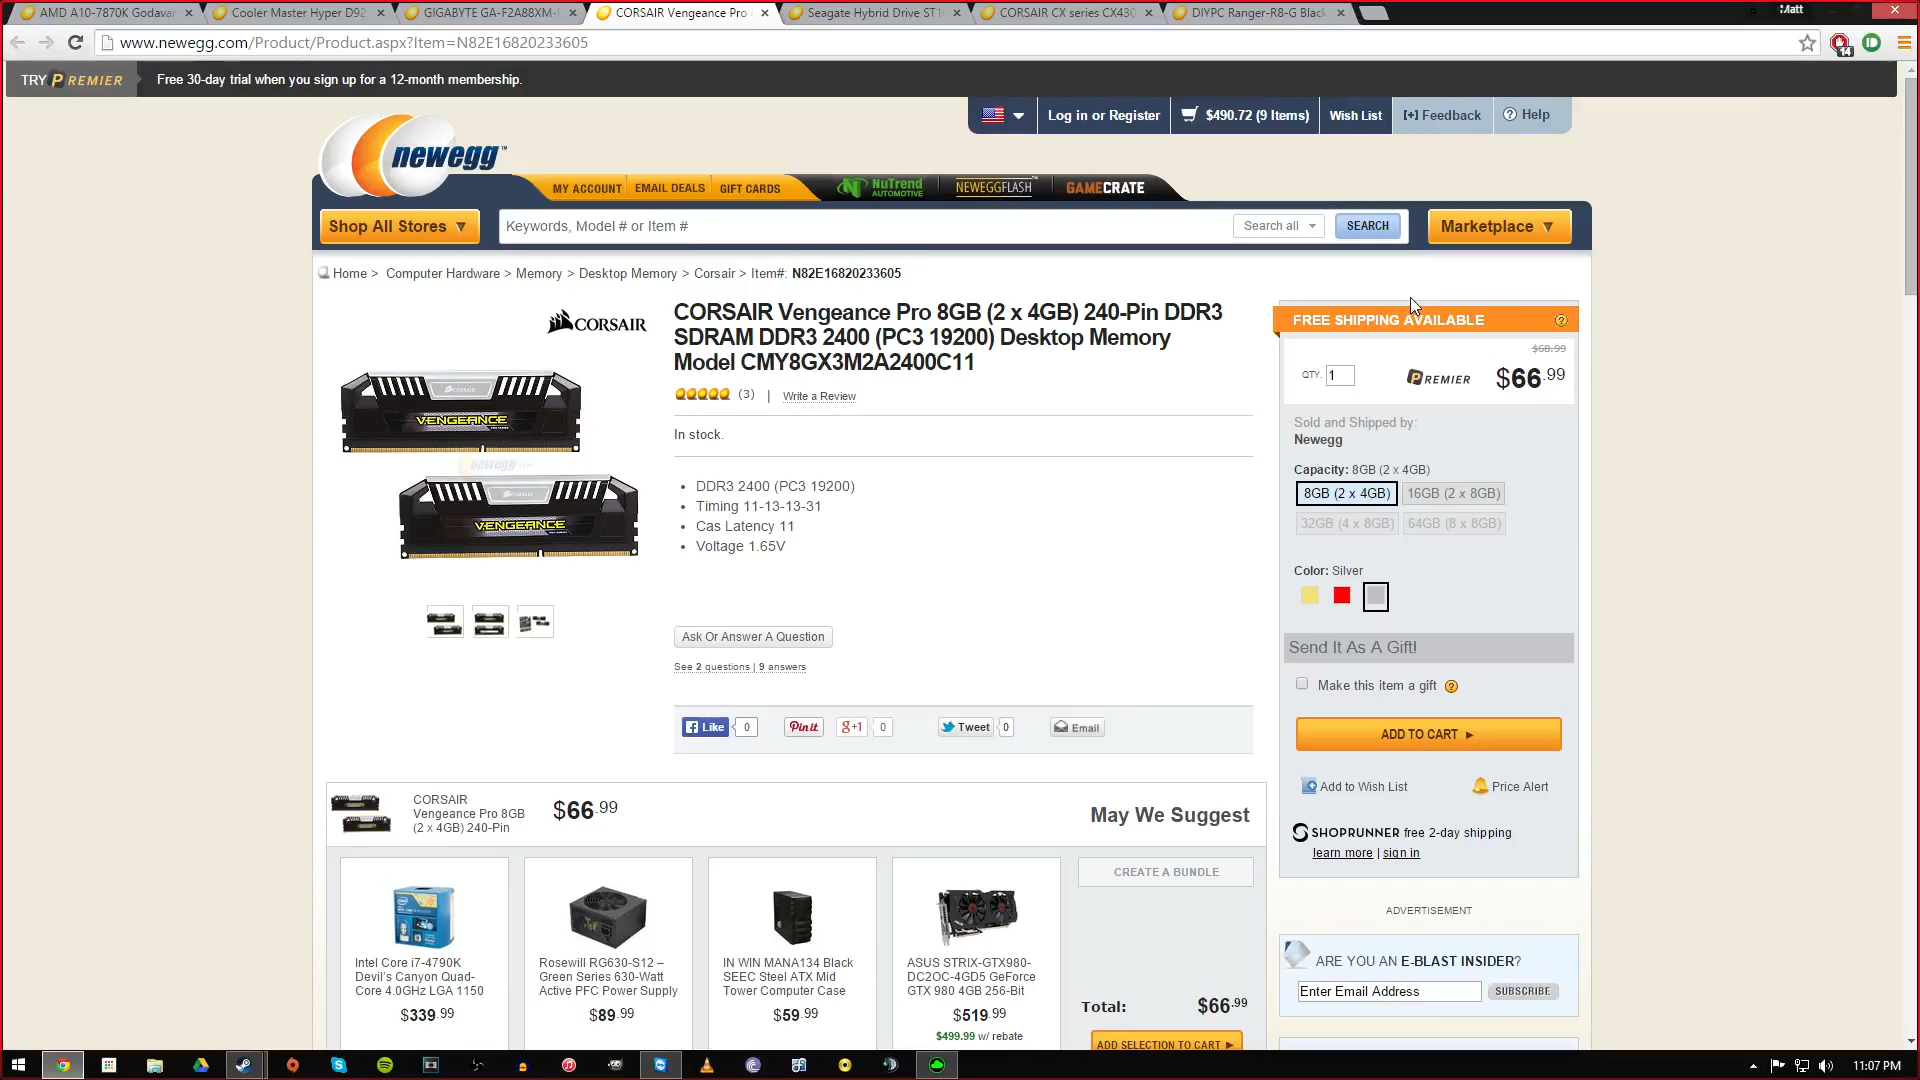 AMD A10-7870K Godavar
Cooler Master Hyper D92
GIGABYTE GA-F2A88XM-
CORSAIR Vengeance Pro
Seagate Hybrid Drive ST1
CORSAIR CX series CX430
DIYPC Ranger-R8-G Black
Matt
www.newegg.com/Product/Product.aspx?Item=N82E16820233605
14
TRY PREMIER
Free 30-day trial when you sign up for a 12-month membership.
Log in or Register
$490.72 (9 Items)
Wish List
[+] Feedback
? Help
newegg™
MY ACCOUNT
EMAIL DEALS
GIFT CARDS
NUTREND AUTOMOTIVE
NEWEGGFLASH™
GAMECRATE
Shop All Stores ▼
Keywords, Model # or Item #
Search all
SEARCH
Marketplace ▼
Home > Computer Hardware > Memory > Desktop Memory > Corsair > Item#: N82E16820233605
CORSAIR
CORSAIR Vengeance Pro 8GB (2 x 4GB) 240-Pin DDR3
SDRAM DDR3 2400 (PC3 19200) Desktop Memory
Model CMY8GX3M2A2400C11
(3) | Write a Review
In stock.
DDR3 2400 (PC3 19200)
Timing 11-13-13-31
Cas Latency 11
Voltage 1.65V
CORSAIR
VENGEANCE
newegg
CORSAIR
VENGEANCE
Ask Or Answer A Question
See 2 questions | 9 answers
Like 0
Pinit
g+1 0
Tweet 0
Email
FREE SHIPPING AVAILABLE ?
$68.99
QTY. 1
PREMIER
$66.99
Sold and Shipped by:
Newegg
Capacity: 8GB (2 x 4GB)
8GB (2 x 4GB) 16GB (2 x 8GB)
32GB (4 x 8GB) 64GB (8 x 8GB)
Color: Silver
Send It As A Gift!
Make this item a gift ?
ADD TO CART ►
Add to Wish List
Price Alert
SHOPRUNNER free 2-day shipping
learn more | sign in
ADVERTISEMENT
ARE YOU AN E-BLAST INSIDER?
Enter Email Address
SUBSCRIBE
CORSAIR
Vengeance Pro 8GB
(2 x 4GB) 240-Pin
$66.99
May We Suggest
Intel Core i7-4790K
Devil's Canyon Quad-
Core 4.0GHz LGA 1150
$339.99
Rosewill RG630-S12 –
Green Series 630-Watt
Active PFC Power Supply
$89.99
IN WIN MANA134 Black
SEEC Steel ATX Mid
Tower Computer Case
$59.99
ASUS STRIX-GTX980-
DC2OC-4GD5 GeForce
GTX 980 4GB 256-Bit
$519.99
$499.99 w/ rebate
CREATE A BUNDLE
Total: $66.99
ADD SELECTION TO CART ►
11:07 PM